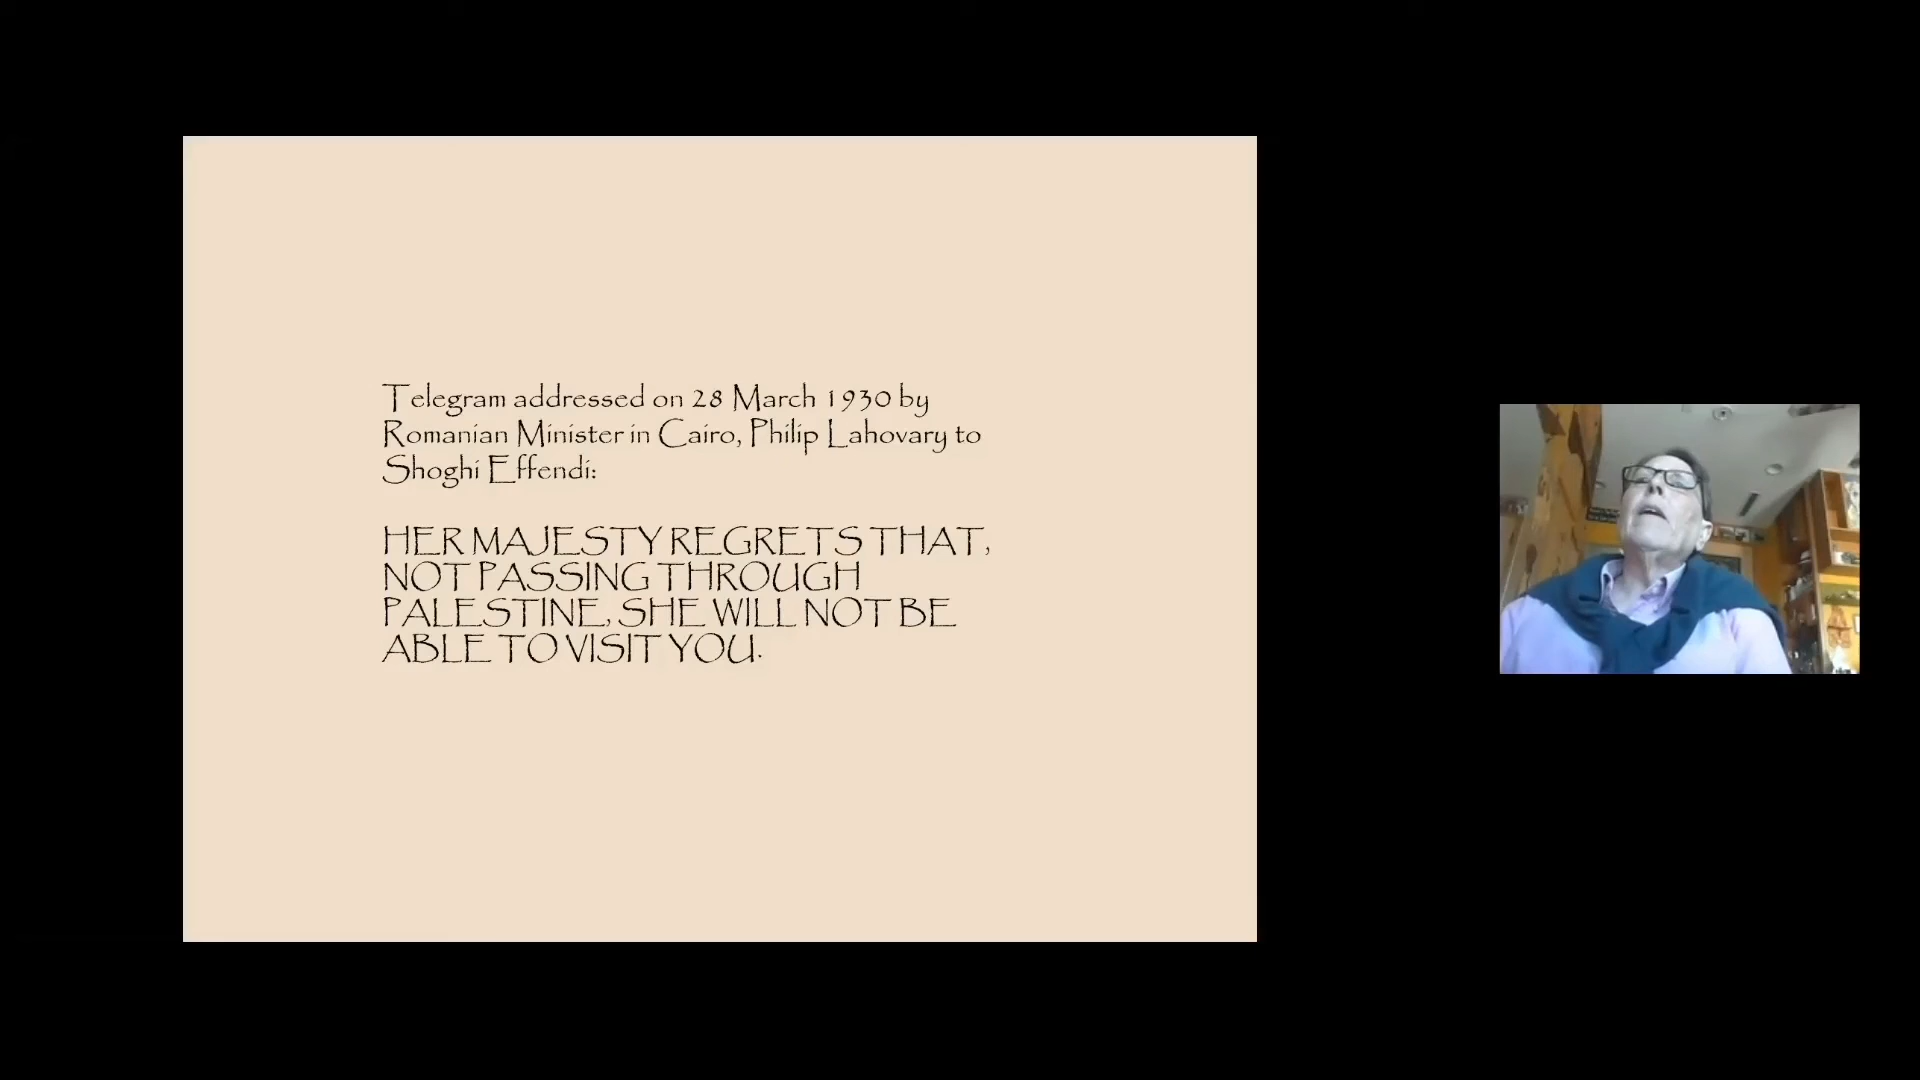 Telegram addressed on 28 March 1930 by
Romanian Minister in Cairo, Philip Lahovary to
Shoghi Effendi:
HER MAJESTY REGRETS THAT,
NOT PASSING THROUGH
PALESTINE, SHE WILL NOT BE
ABLE TO VISIT YOU.